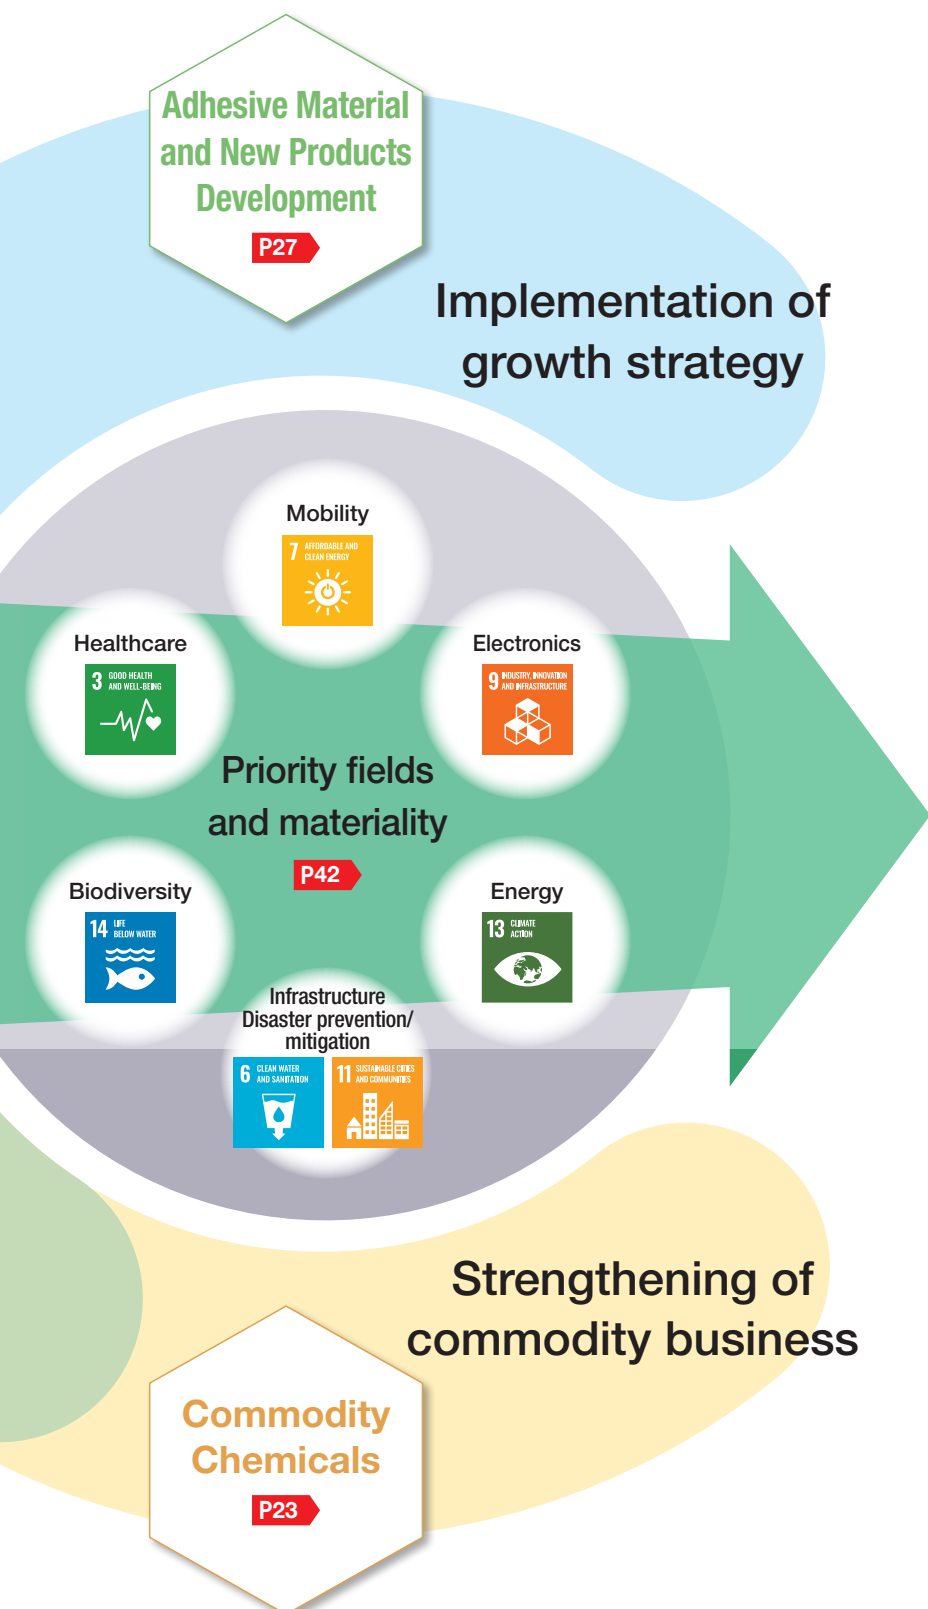 Adhesive Material
and New Products
Development
P27
Implementation of
growth strategy
Mobility
7 AFFORDABLE AND
CLEAN ENERGY
Healthcare
3 GOOD HEALTH
AND WELL-BEING
Electronics
9 INDUSTRY, INNOVATION
AND INFRASTRUCTURE
Priority fields
and materiality
P42
Biodiversity
14 LIFE
BELOW WATER
Energy
13 CLIMATE
ACTION
Infrastructure
Disaster prevention/
mitigation
6 CLEAN WATER
AND SANITATION
11 SUSTAINABLE CITIES
AND COMMUNITIES
Strengthening of
commodity business
Commodity
Chemicals
P23